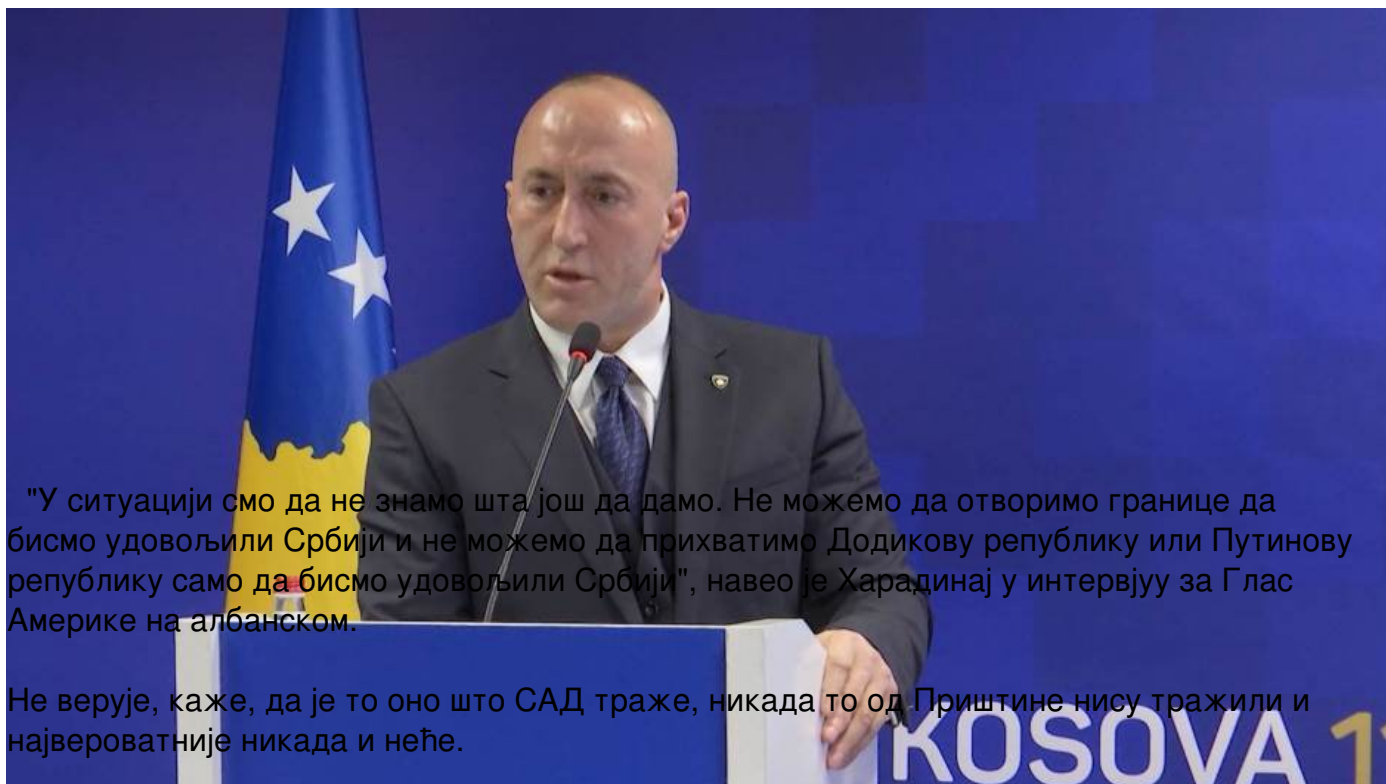 "У ситуацији смо да не знамо шта још да дамо. Не можемо да отворимо границе да
бисмо удовољили Србији и не можемо да прихватимо Додикову републику или Путинову
републику само да бисмо удовољили Србији", навео је Харадинај у интервјуу за Глас
Америке на албанском.
Не верује, каже, да је то оно што САД траже, никада то од Приштине нису тражили и
највероватније никада и неће.
KOSOVA